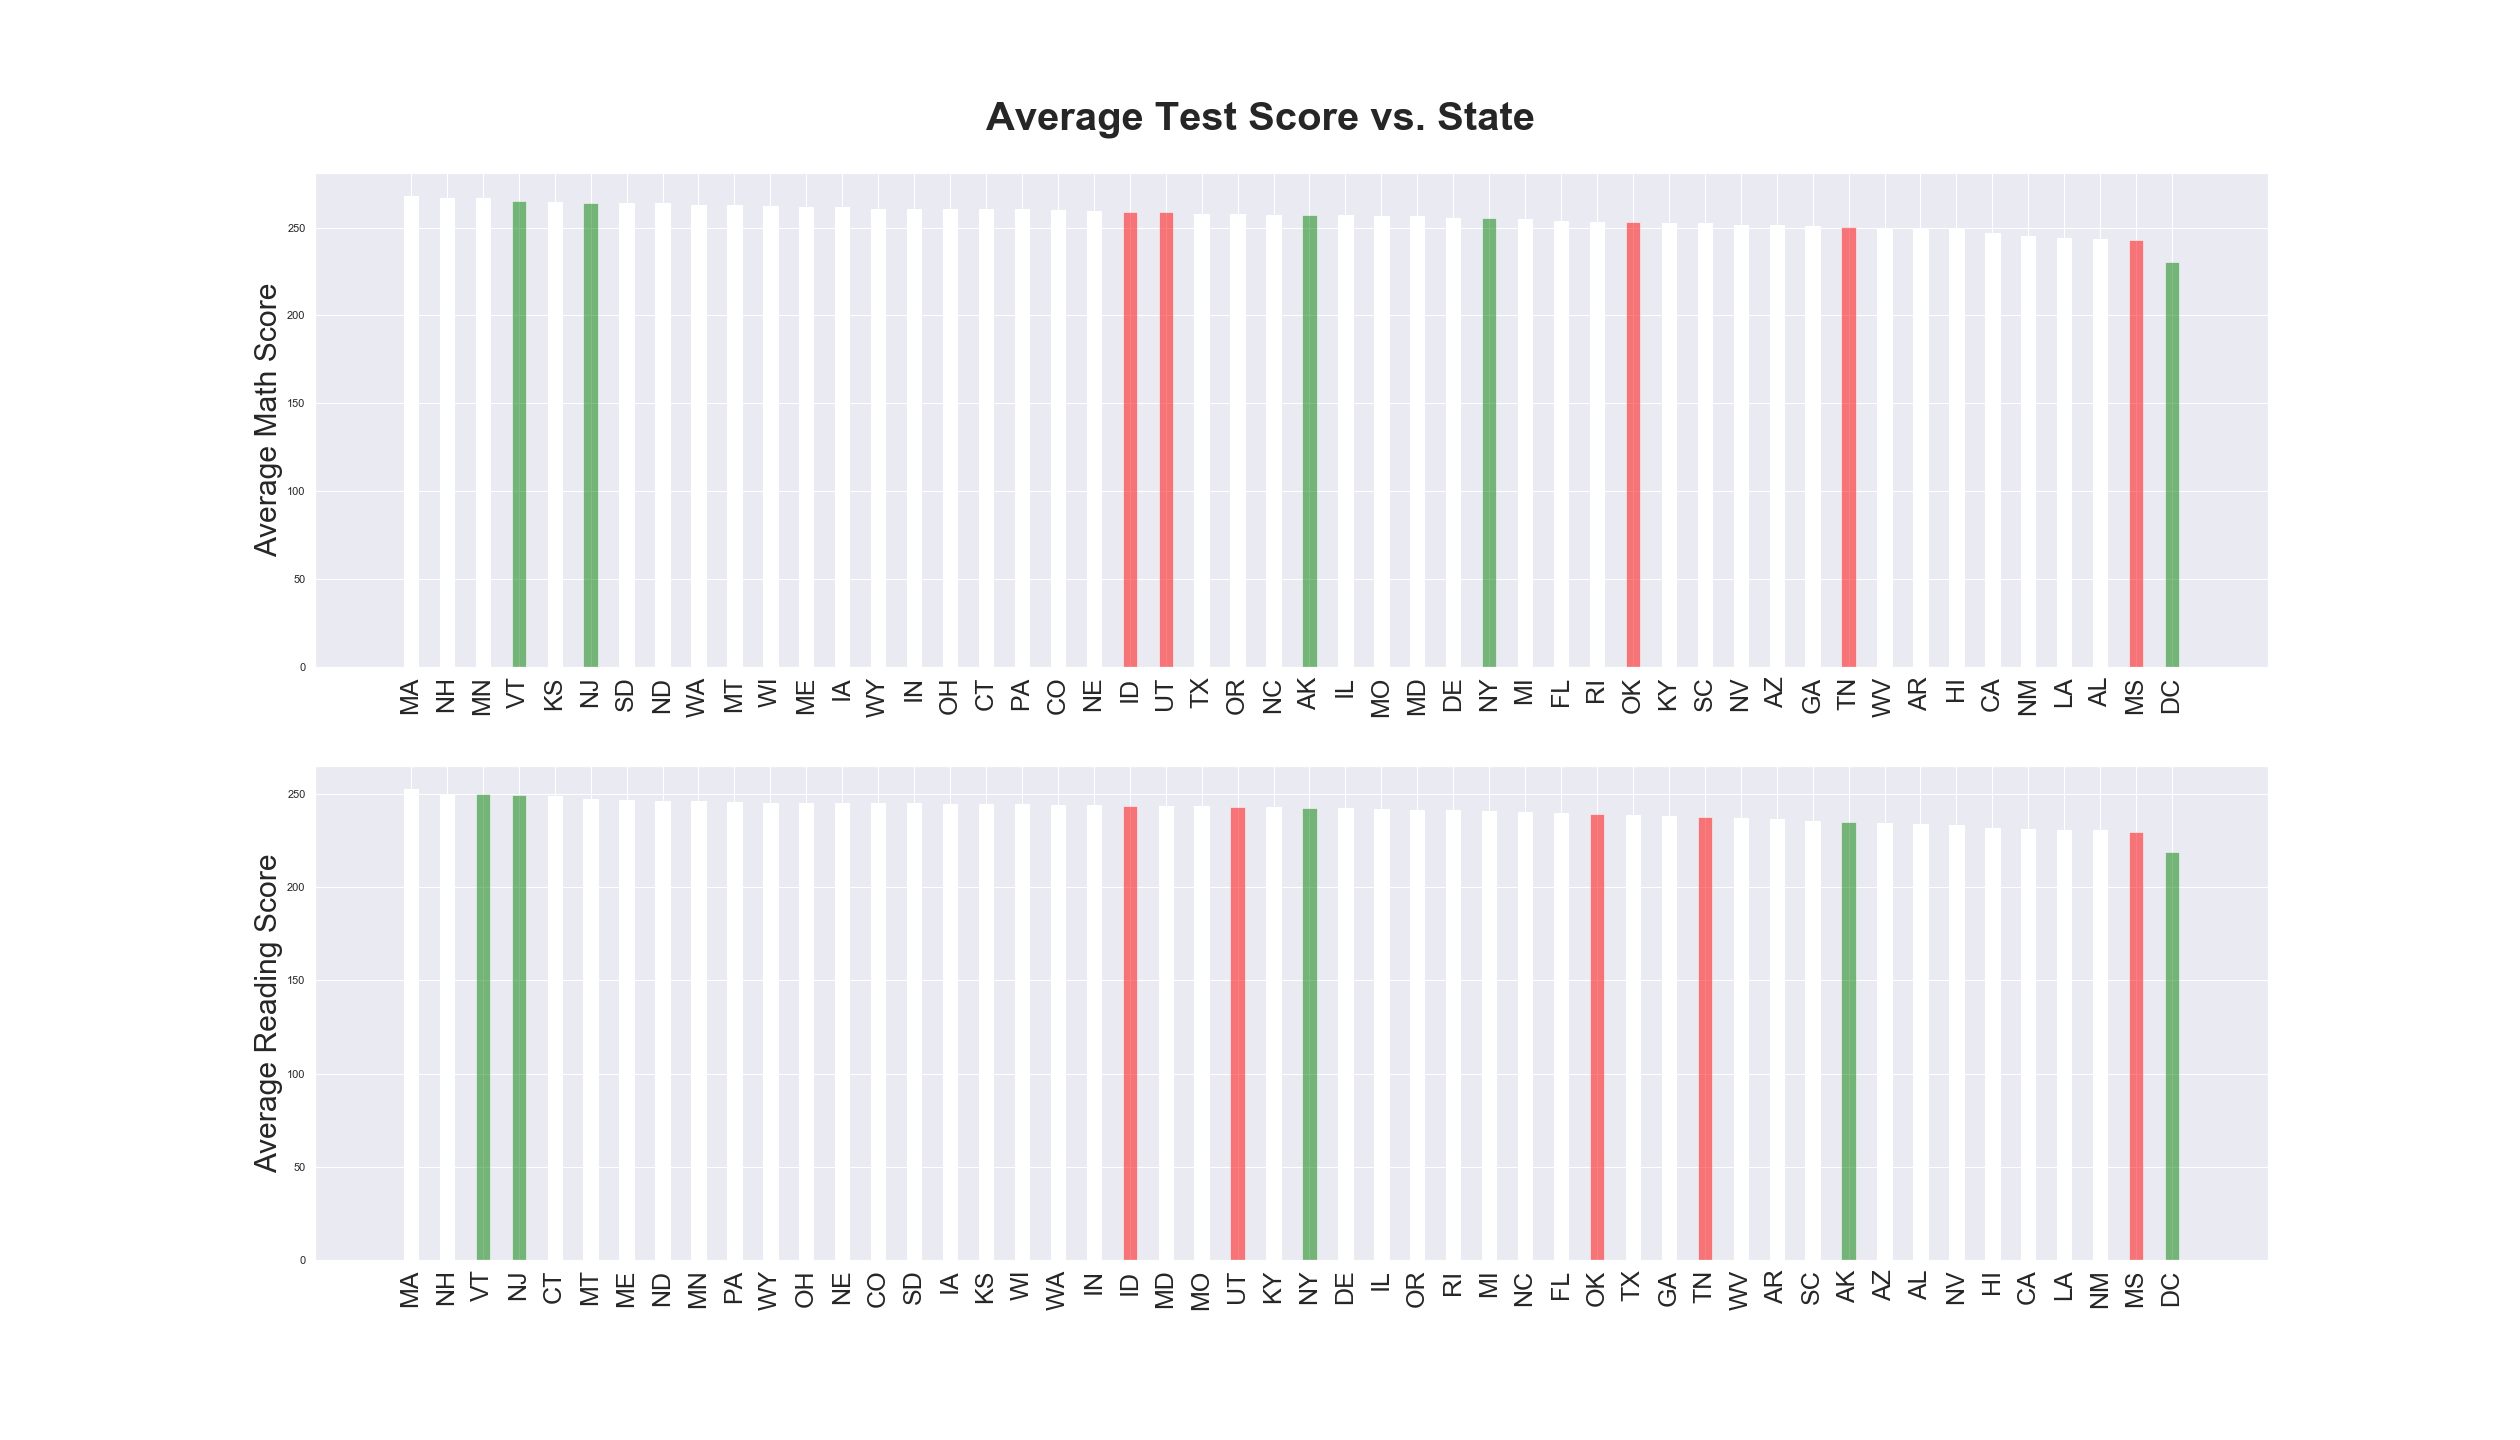 Average Test Score vs. State
Average Math Score
250
200
150
100
50
0
MA NH MN VT KS NJ SD ND WA MT WI ME IA WY IN OH CT PA CO NE ID UT TX OR NC AK IL MO MD DE NY MI FL RI OK KY SC NV AZ GA TN WV AR HI CA NM LA AL MS DC
Average Reading Score
250
200
150
100
50
0
MA NH VT NJ CT MT ME ND MN PA WY OH NE CO SD IA KS WI WA IN ID MD MO UT KY NY DE IL OR RI MI NC FL OK TX GA TN WV AR SC AK AZ AL NV HI CA LA NM MS DC